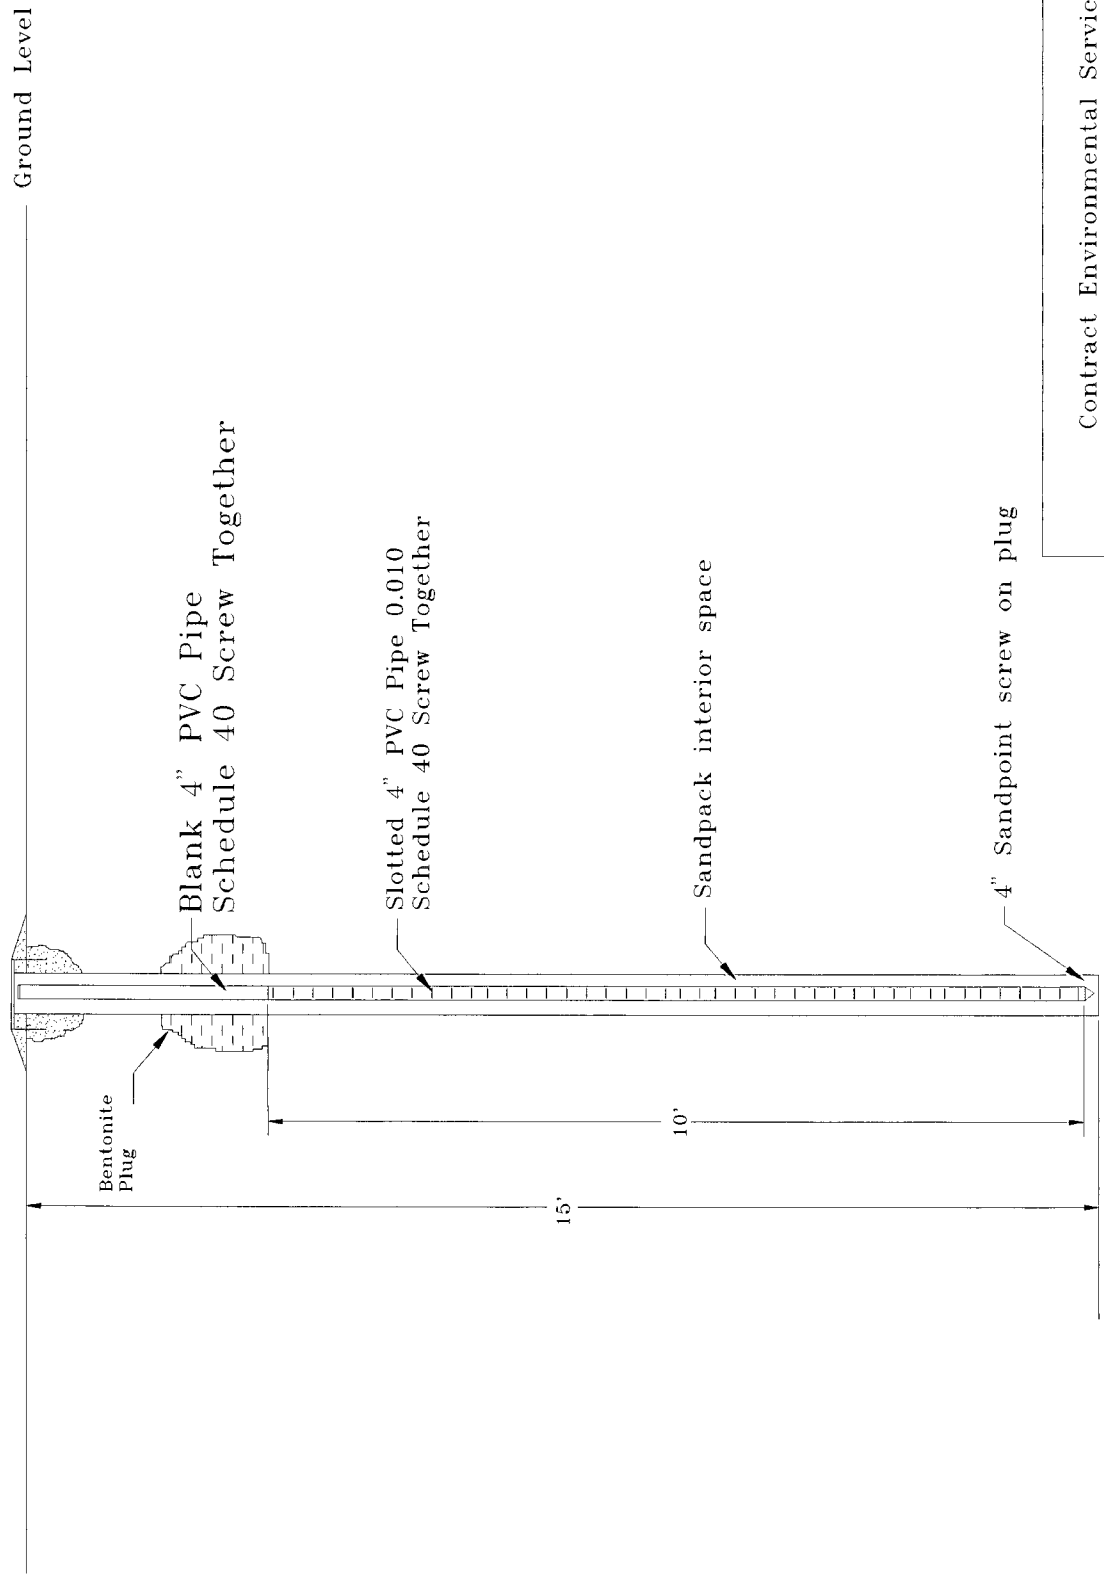 Ground Level
Blank 4" PVC Pipe
Schedule 40 Screw Together
Bentonite
Plug
Slotted 4" PVC Pipe 0.010
Schedule 40 Screw Together
10'
15'
Sandpack interior space
4" Sandpoint screw on plug
Contract Environmental Servic